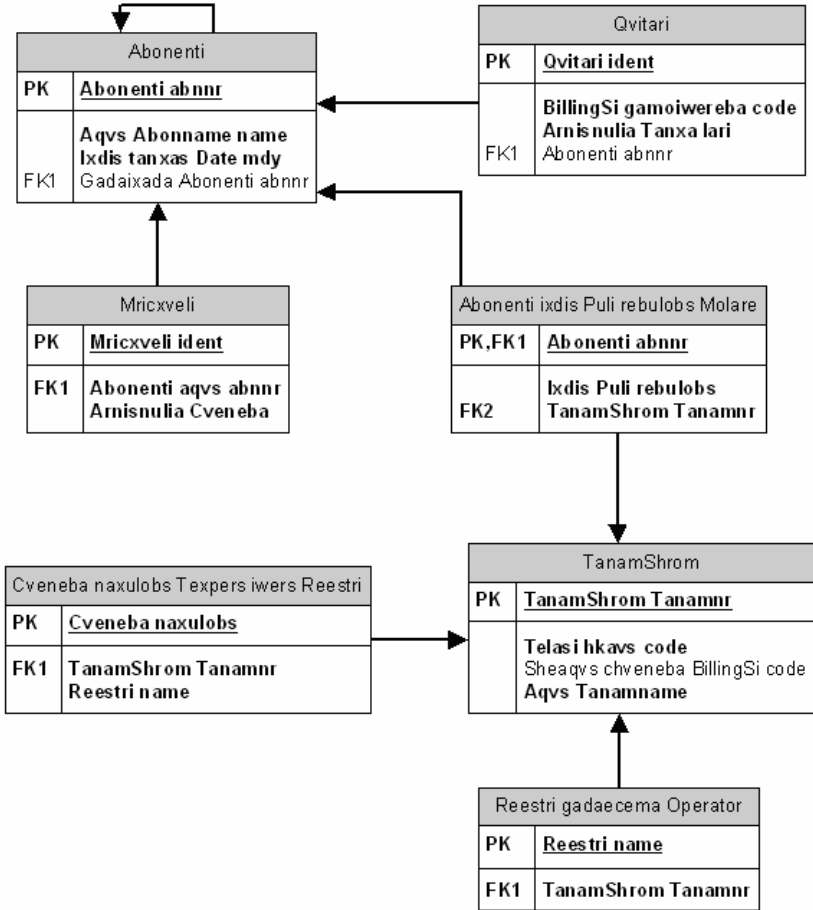 Abonenti
PK Abonenti abnnr
Aqvs Abonname name
Ixdis tanxas Date mdy
FK1 Gadaixada Abonenti abnnr
Qvitari
PK Qvitari ident
BillingSi gamoiwereba code
Arnisnulia Tanxa lari
FK1 Abonenti abnnr
Mricxveli
PK Mricxveli ident
FK1 Abonenti aqvs abnnr
Arnisnulia Cveneba
Abonenti ixdis Puli rebulobs Molare
PK,FK1 Abonenti abnnr
Ixdis Puli rebulobs
FK2 TanamShrom Tanamnr
Cveneba naxulobs Texpers iwers Reestri
PK Cveneba naxulobs
FK1 TanamShrom Tanamnr
Reestri name
TanamShrom
PK TanamShrom Tanamnr
Telasi hkavs code
Sheaqvs chveneba BillingSi code
Aqvs Tanamname
Reestri gadaecema Operator
PK Reestri name
FK1 TanamShrom Tanamnr